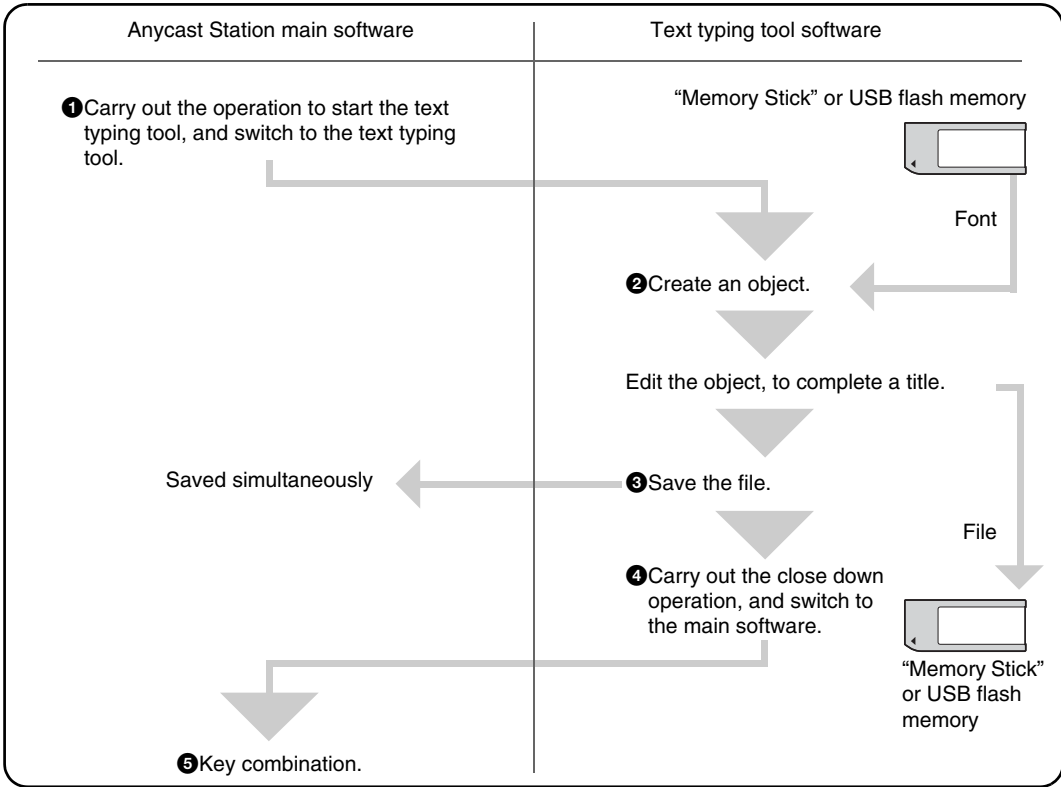 Anycast Station main software
Text typing tool software
❶Carry out the operation to start the text
typing tool, and switch to the text typing
tool.
“Memory Stick” or USB flash memory
Font
❷Create an object.
Edit the object, to complete a title.
Saved simultaneously
❸Save the file.
File
❹Carry out the close down
operation, and switch to
the main software.
“Memory Stick”
or USB flash
memory
❺Key combination.